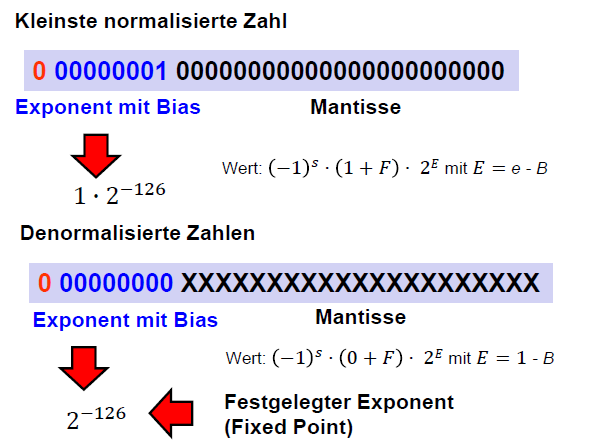 Kleinste normalisierte Zahl
0 00000001 00000000000000000000000
Exponent mit Bias Mantisse
Wert: (−1)^s · (1 + F) · 2^E mit E = e - B
1 · 2^−126
Denormalisierte Zahlen
0 00000000 XXXXXXXXXXXXXXXXXXXXX
Exponent mit Bias Mantisse
Wert: (−1)^s · (0 + F) · 2^E mit E = 1 - B
2^−126
Festgelegter Exponent
(Fixed Point)